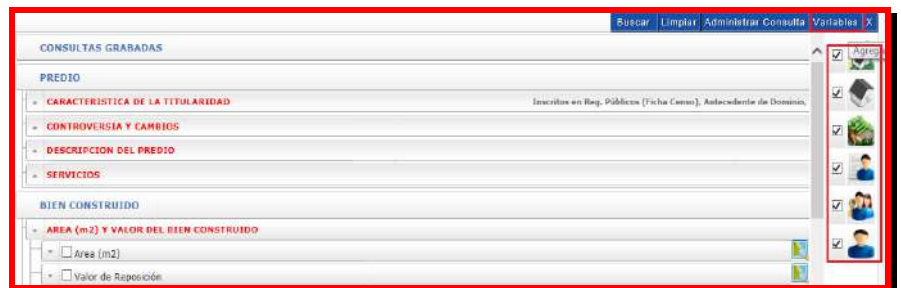 Buscar Limpiar Administrar Consulta Variables X
CONSULTAS GRABADAS
Agreg
PREDIO
CARACTERISTICA DE LA TITULARIDAD Inscritos en Reg. Públicos (Ficha Censo), Antecedente de Dominio,
CONTROVERSIA Y CAMBIOS
DESCRIPCION DEL PREDIO
SERVICIOS
BIEN CONSTRUIDO
AREA (m2) Y VALOR DEL BIEN CONSTRUIDO
Area (m2)
Valor de Reposición